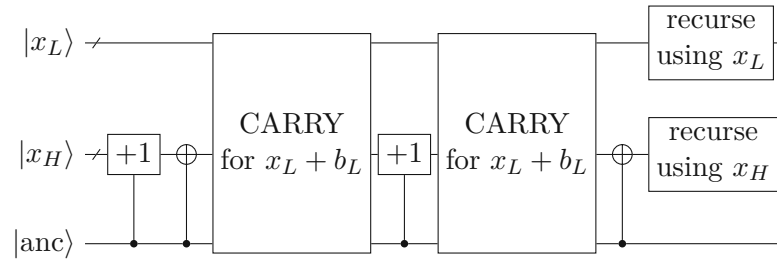 |x_L⟩
recurse
using x_L
CARRY
for x_L + b_L
CARRY
for x_L + b_L
|x_H⟩
+1
+1
recurse
using x_H
|anc⟩